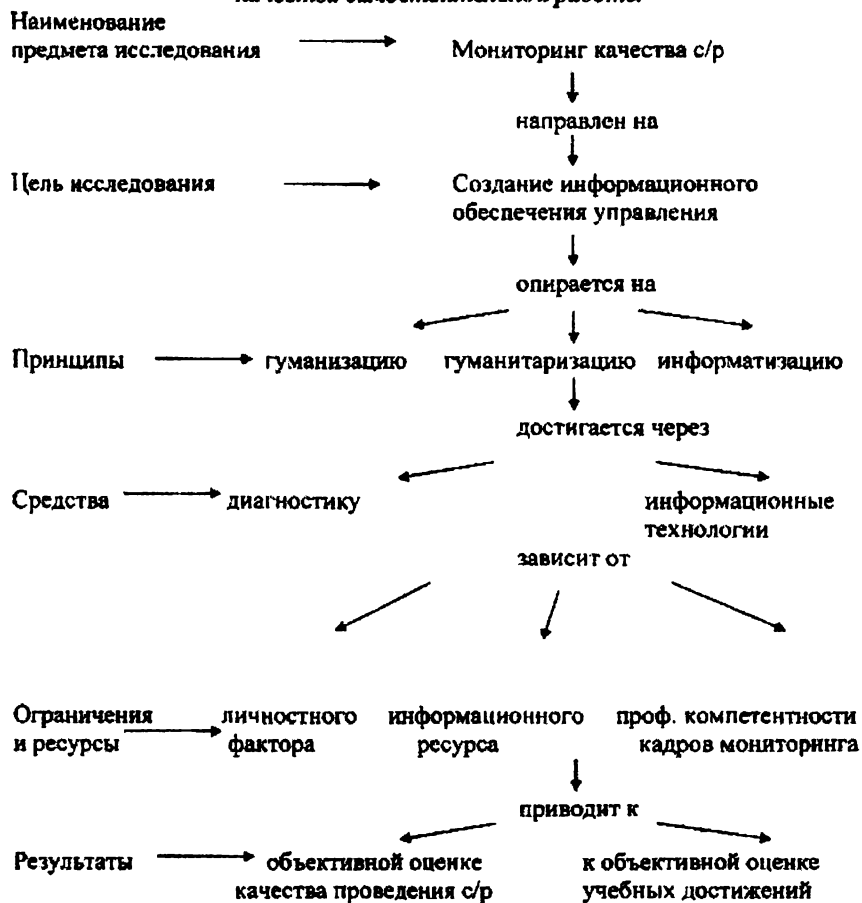 Наименование
предмета исследования Мониторинг качества с/р
направлен на
Цель исследования Создание информационного
обеспечения управления
опирается на
Принципы гуманизацию гуманитаризацию информатизацию
достигается через
Средства диагностику информационные
технологии
зависит от
Ограничения личностного информационного проф. компетентности
и ресурсы фактора ресурса кадров мониторинга
приводит к
Результаты объективной оценке к объективной оценке
качества проведения с/р учебных достижений